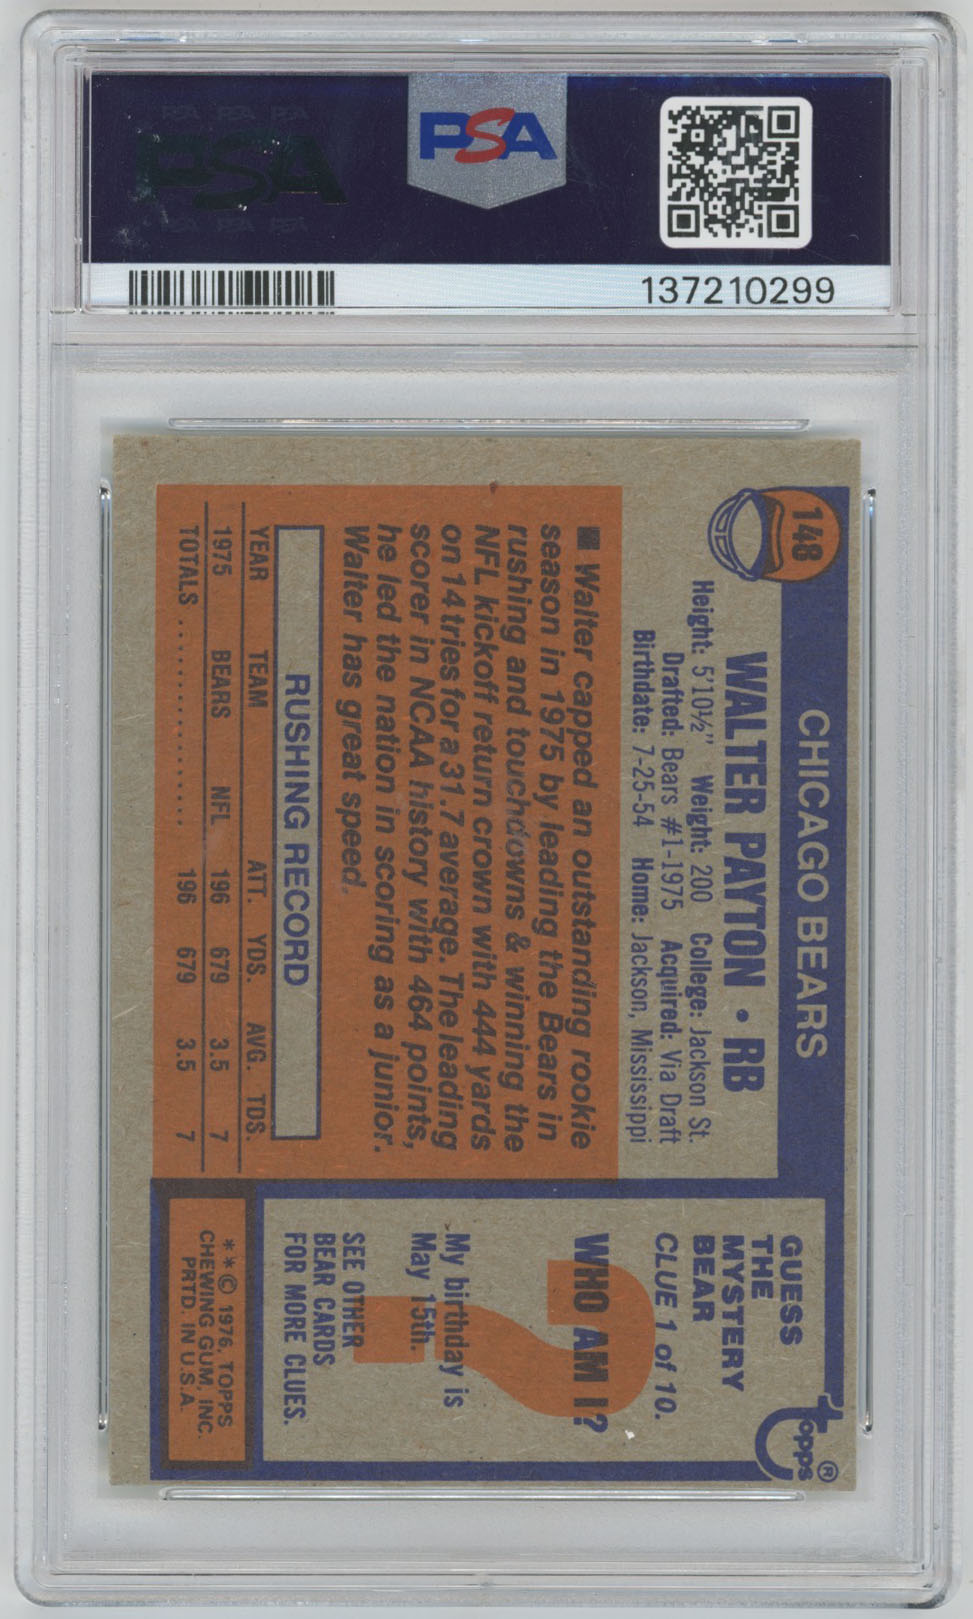 PSA PSA PSA
PSA
PSA PSA PSA
PSA
137210299
148
CHICAGO BEARS
WALTER PAYTON • RB
Height: 5'10½" Weight: 200 College: Jackson St.
Drafted: Bears #1-1975 Acquired: Via Draft
Birthdate: 7-25-54 Home: Jackson, Mississippi
■ Walter capped an outstanding rookie
season in 1975 by leading the Bears in
rushing and touchdowns & winning the
NFL kickoff return crown with 444 yards
on 14 tries for a 31.7 average. The leading
scorer in NCAA history with 464 points,
he led the nation in scoring as a junior.
Walter has great speed.
RUSHING RECORD
YEAR TEAM ATT. YDS. AVG. TDS.
1975 BEARS NFL 196 679 3.5 7
TOTALS .................... 196 679 3.5 7
GUESS
THE
MYSTERY
BEAR
CLUE 1 of 10.
WHO AM I?
My birthday is
May 15th.
SEE OTHER
BEAR CARDS
FOR MORE CLUES.
topps®
**© 1976, TOPPS
CHEWING GUM, INC.
PRTD. IN U.S.A.